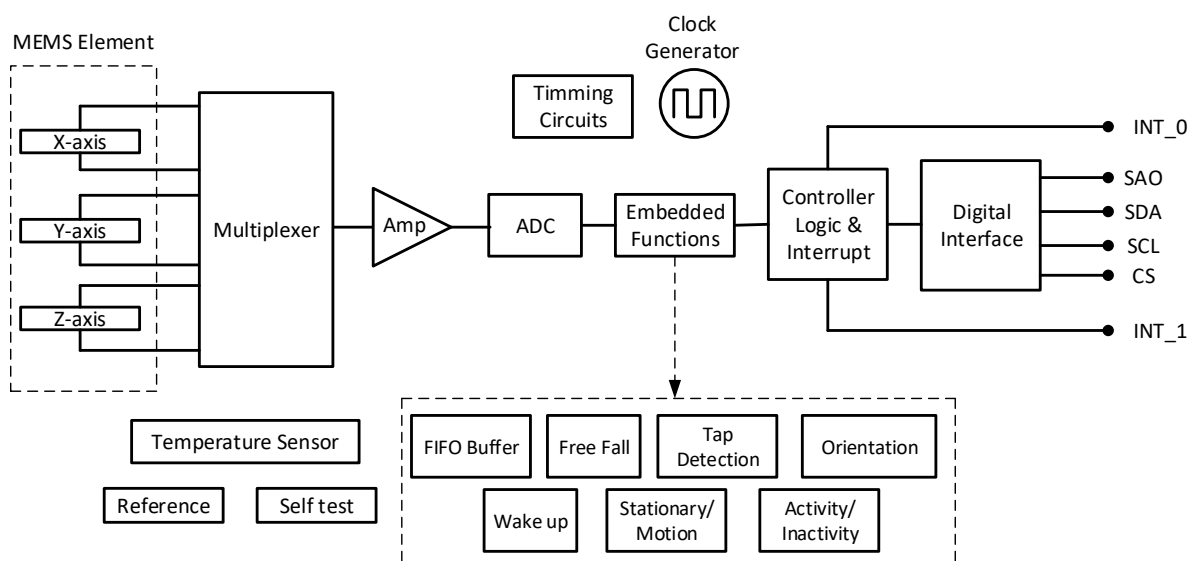 MEMS Element
X-axis
Y-axis
Z-axis
Multiplexer
Amp
ADC
Embedded
Functions
Timming
Circuits
Clock
Generator
Controller
Logic &
Interrupt
Digital
Interface
INT_0
SAO
SDA
SCL
CS
INT_1
Temperature Sensor
Reference
Self test
FIFO Buffer
Free Fall
Tap
Detection
Orientation
Wake up
Stationary/
Motion
Activity/
Inactivity